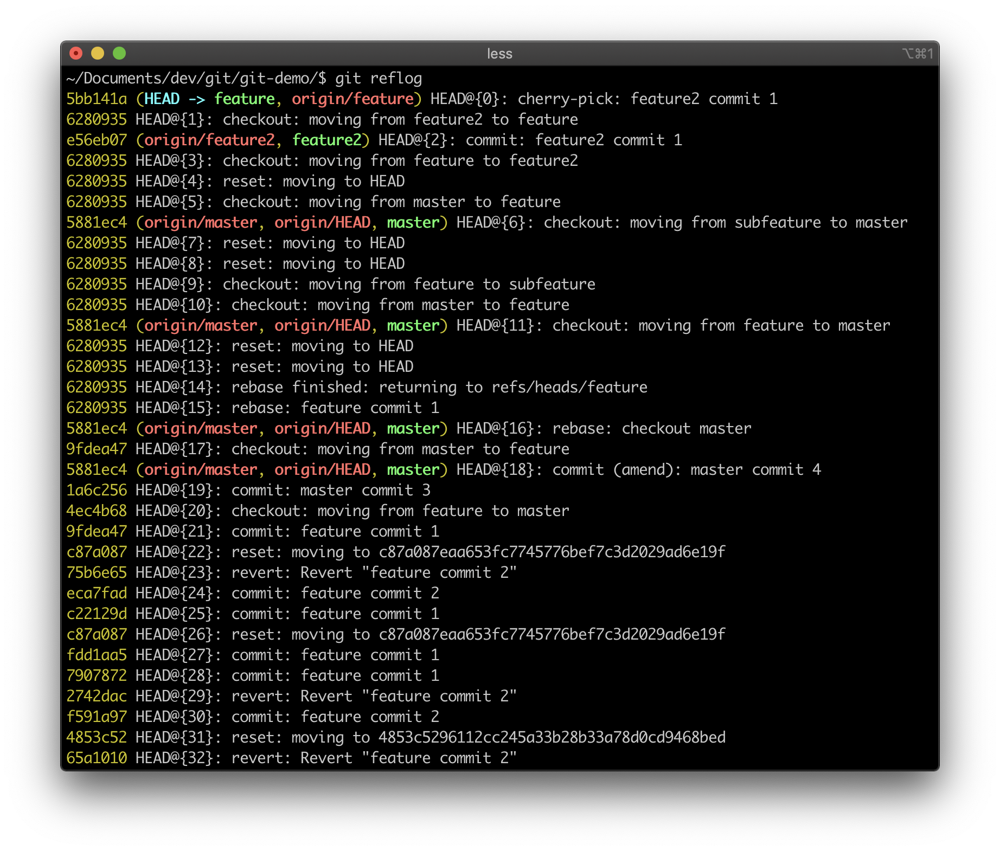 less
⌥⌘1
~/Documents/dev/git/git-demo/$ git reflog
5bb141a (HEAD -> feature, origin/feature) HEAD@{0}: cherry-pick: feature2 commit 1
6280935 HEAD@{1}: checkout: moving from feature2 to feature
e56eb07 (origin/feature2, feature2) HEAD@{2}: commit: feature2 commit 1
6280935 HEAD@{3}: checkout: moving from feature to feature2
6280935 HEAD@{4}: reset: moving to HEAD
6280935 HEAD@{5}: checkout: moving from master to feature
5881ec4 (origin/master, origin/HEAD, master) HEAD@{6}: checkout: moving from subfeature to master
6280935 HEAD@{7}: reset: moving to HEAD
6280935 HEAD@{8}: reset: moving to HEAD
6280935 HEAD@{9}: checkout: moving from feature to subfeature
6280935 HEAD@{10}: checkout: moving from master to feature
5881ec4 (origin/master, origin/HEAD, master) HEAD@{11}: checkout: moving from feature to master
6280935 HEAD@{12}: reset: moving to HEAD
6280935 HEAD@{13}: reset: moving to HEAD
6280935 HEAD@{14}: rebase finished: returning to refs/heads/feature
6280935 HEAD@{15}: rebase: feature commit 1
5881ec4 (origin/master, origin/HEAD, master) HEAD@{16}: rebase: checkout master
9fdea47 HEAD@{17}: checkout: moving from master to feature
5881ec4 (origin/master, origin/HEAD, master) HEAD@{18}: commit (amend): master commit 4
1a6c256 HEAD@{19}: commit: master commit 3
4ec4b68 HEAD@{20}: checkout: moving from feature to master
9fdea47 HEAD@{21}: commit: feature commit 1
c87a087 HEAD@{22}: reset: moving to c87a087eaa653fc7745776bef7c3d2029ad6e19f
75b6e65 HEAD@{23}: revert: Revert "feature commit 2"
eca7fad HEAD@{24}: commit: feature commit 2
c22129d HEAD@{25}: commit: feature commit 1
c87a087 HEAD@{26}: reset: moving to c87a087eaa653fc7745776bef7c3d2029ad6e19f
fdd1aa5 HEAD@{27}: commit: feature commit 1
7907872 HEAD@{28}: commit: feature commit 1
2742dac HEAD@{29}: revert: Revert "feature commit 2"
f591a97 HEAD@{30}: commit: feature commit 2
4853c52 HEAD@{31}: reset: moving to 4853c5296112cc245a33b28b33a78d0cd9468bed
65a1010 HEAD@{32}: revert: Revert "feature commit 2"